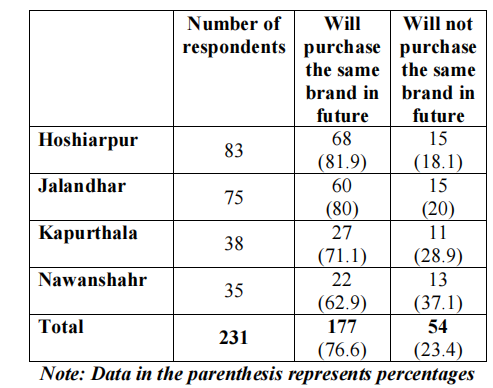 Number of respondents Will purchase the same brand in future Will not purchase the same brand in future
Hoshiarpur 83 68 (81.9) 15 (18.1)
Jalandhar 75 60 (80) 15 (20)
Kapurthala 38 27 (71.1) 11 (28.9)
Nawanshahr 35 22 (62.9) 13 (37.1)
Total 231 177 (76.6) 54 (23.4)
Note: Data in the parenthesis represents percentages